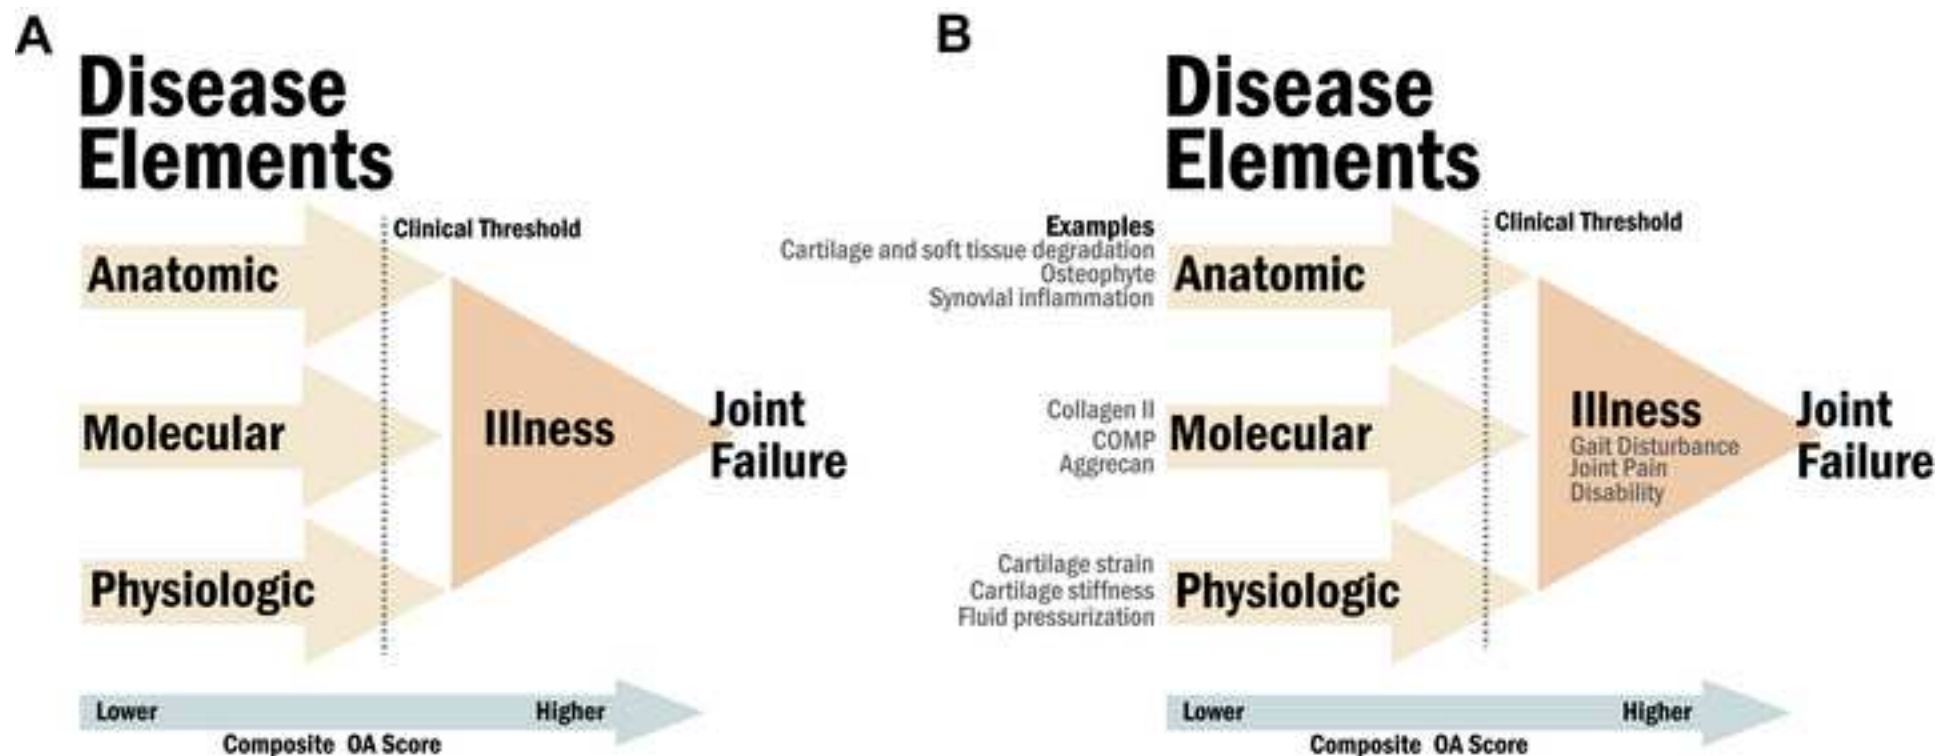 A
Disease
Elements
Clinical Threshold
Anatomic
Molecular
Physiologic
Illness
Joint
Failure
Lower
Higher
Composite OA Score
B
Disease
Elements
Clinical Threshold
Examples
Cartilage and soft tissue degradation
Osteophyte
Synovial inflammation
Anatomic
Collagen II
COMP
Aggrecan
Molecular
Cartilage strain
Cartilage stiffness
Fluid pressurization
Physiologic
Illness
Gait Disturbance
Joint Pain
Disability
Joint
Failure
Lower
Higher
Composite OA Score